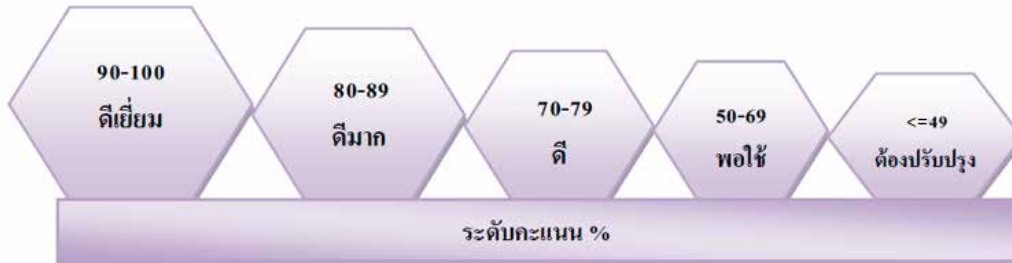 90-100
ดีเยี่ยม
80-89
ดีมาก
70-79
ดี
50-69
พอใช้
<=49
ต้องปรับปรุง
ระดับคะแนน %